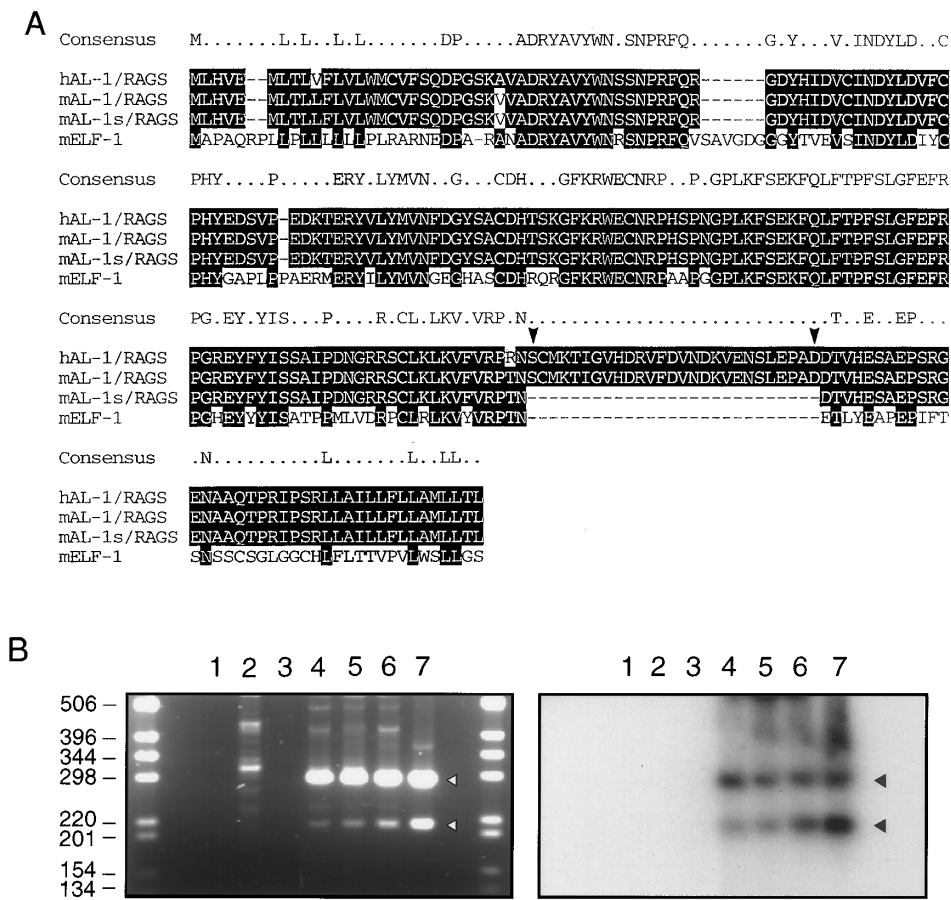 A
Consensus M.......L.L..L.L.......DP.....ADRYAVYWN.SNPRFQ.......G.Y...V.INDYLD..C
hAL-1/RAGS MLHVE--MLTLVFLVLWMCVFSQDPGSKAVADRYAVYWNSSNPRFQR------GDYHIDVCINDYLDVFC
mAL-1/RAGS MLHVE--MLTLLFLVLWMCVFSQDPGSKVVADRYAVYWNSSNPRFQR------GDYHIDVCINDYLDVFC
mAL-1s/RAGS MLHVE--MLTLLFLVLWMCVFSQDPGSKVVADRYAVYWNSSNPRFQR------GDYHIDVCINDYLDVFC
mELF-1 MAPAQRPLLPLLLLLLPLRARNEDPA-RANADRYAVYWNRSNPRFQVSAVGDGGGYTVEVSINDYLDIYC
Consensus PHY....P.....ERY.LYMVN..G...CDH...GFKRWECNRP..P.GPLKFSEKFQLFTPFSLGFEFR
hAL-1/RAGS PHYEDSVP-EDKTERYVLYMVNFDGYSACDHTSKGFKRWECNRPHSPNGPLKFSEKFQLFTPFSLGFEFR
mAL-1/RAGS PHYEDSVP-EDKTERYVLYMVNFDGYSACDHTSKGFKRWECNRPHSPNGPLKFSEKFQLFTPFSLGFEFR
mAL-1s/RAGS PHYEDSVP-EDKTERYVLYMVNFDGYSACDHTSKGFKRWECNRPHSPNGPLKFSEKFQLFTPFSLGFEFR
mELF-1 PHYGAPLPPAERMERYILYMVNGEGHASCDHRQRGFKRWECNRPAAPGGPLKFSEKFQLFTPFSLGFEFR
Consensus PG.EY.YIS...P....R.CL.LKV.VRP.N............................T..E..EP....
hAL-1/RAGS PGREYFYISSAIPDNGRRSCLKLKVFVRPRNSCMKTIGVHDRVFDVNDKVENSLEPADDTVHESAEPSRG
mAL-1/RAGS PGREYFYISSAIPDNGRRSCLKLKVFVRPTNSCMKTIGVHDRVFDVNDKVENSLEPADDTVHESAEPSRG
mAL-1s/RAGS PGREYFYISSAIPDNGRRSCLKLKVFVRPTN---------------------------DTVHESAEPSRG
mELF-1 PGHEYYYISATPPMLVDRPCLRLKVYVRPTN---------------------------ETLYEAPEPIFT
Consensus .N..........L.......L..LL..
hAL-1/RAGS ENAAQTPRIPSRLLAILLFLLAMLLTL
mAL-1/RAGS ENAAQTPRIPSRLLAILLFLLAMLLTL
mAL-1s/RAGS ENAAQTPRIPSRLLAILLFLLAMLLTL
mELF-1 SNSSCSGLGGCHLFLTTVPVLWSLLGS
B
1 2 3 4 5 6 7
1 2 3 4 5 6 7
506
396
344
298
220
201
154
134